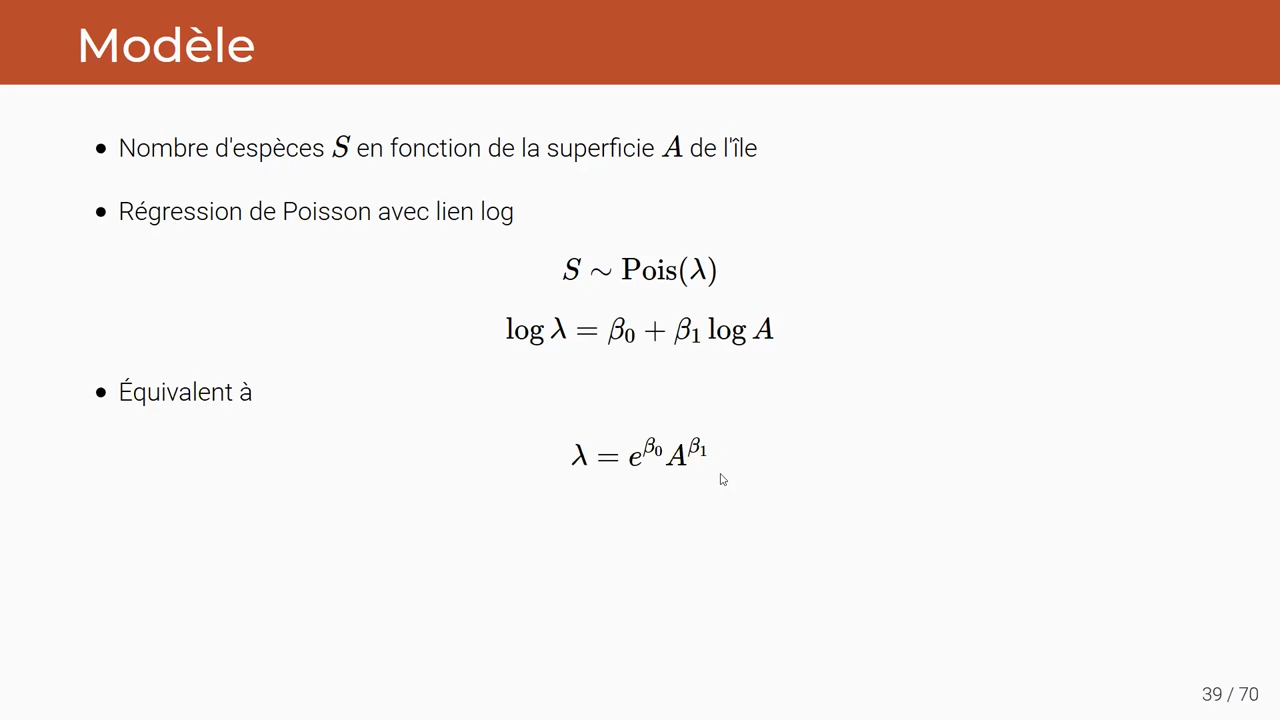 Modèle
Nombre d'espèces S en fonction de la superficie A de l'île
Régression de Poisson avec lien log
S ∼ Pois(λ)
log λ = β₀ + β₁ log A
Équivalent à
λ = e^{β₀} A^{β₁}
39 / 70